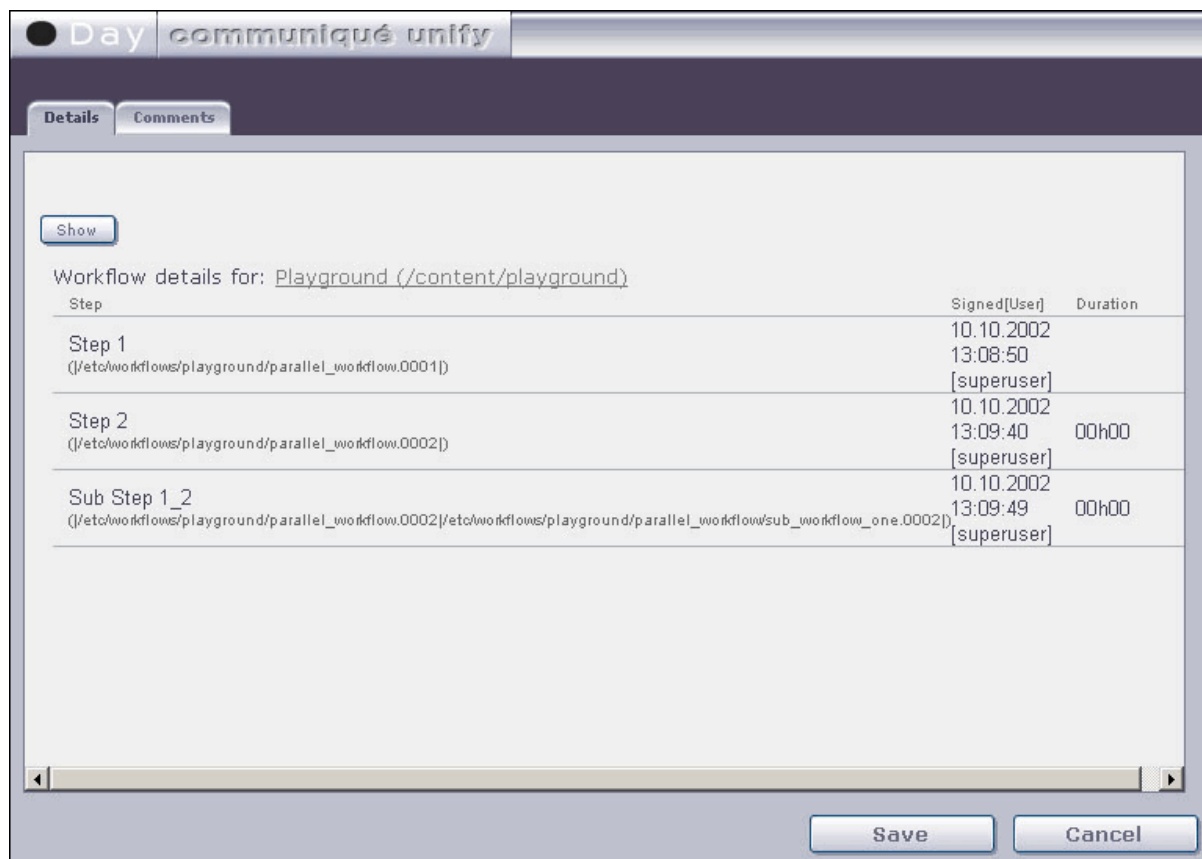 Day communiqué unify
Details Comments
Show
Workflow details for: Playground (/content/playground)
Step Signed[User] Duration
Step 1
(|/etc/workflows/playground/parallel_workflow.0001|)
10.10.2002
13:08:50
[superuser]
Step 2
(|/etc/workflows/playground/parallel_workflow.0002|)
10.10.2002
13:09:40
[superuser]
00h00
Sub Step 1_2
(|/etc/workflows/playground/parallel_workflow.0002|/etc/workflows/playground/parallel_workflow/sub_workflow_one.0002|)
10.10.2002
13:09:49
[superuser]
00h00
Save Cancel